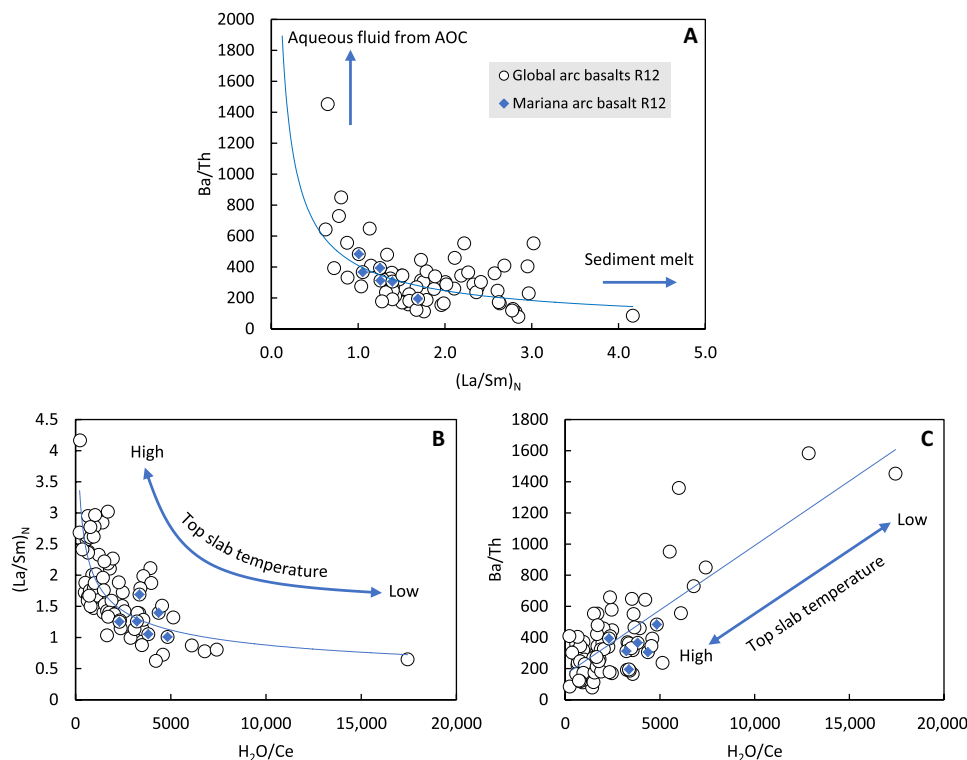 A
Aqueous fluid from AOC
Global arc basalts R12
Mariana arc basalt R12
Sediment melt
Ba/Th
2000
1800
1600
1400
1200
1000
800
600
400
200
0
0.0 1.0 2.0 3.0 4.0 5.0
(La/Sm)N
B
High
Top slab temperature
Low
(La/Sm)N
4.5
4
3.5
3
2.5
2
1.5
1
0.5
0
0 5000 10,000 15,000 20,000
H2O/Ce
C
Low
Top slab temperature
High
Ba/Th
1800
1600
1400
1200
1000
800
600
400
200
0
0 5000 10,000 15,000 20,000
H2O/Ce